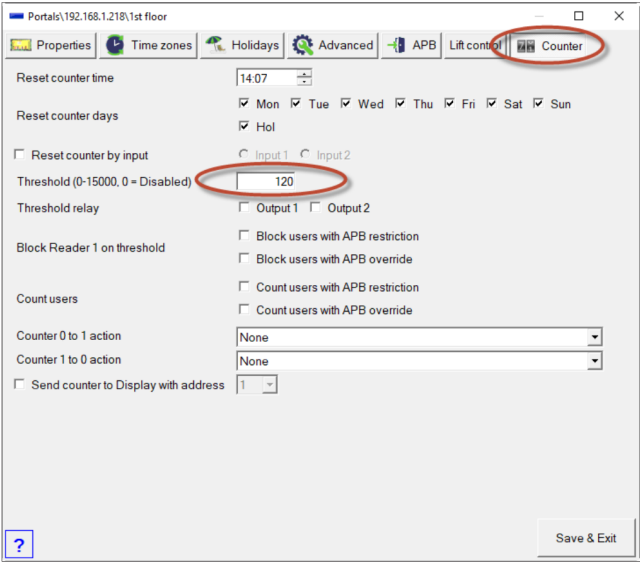 Portals\192.168.1.218\1st floor
Properties Time zones Holidays Advanced APB Lift control Counter
Reset counter time 14:07
Reset counter days Mon Tue Wed Thu Fri Sat Sun
Hol
Reset counter by input Input 1 Input 2
Threshold (0-15000, 0 = Disabled) 120
Threshold relay Output 1 Output 2
Block Reader 1 on threshold Block users with APB restriction
Block users with APB override
Count users Count users with APB restriction
Count users with APB override
Counter 0 to 1 action None
Counter 1 to 0 action None
Send counter to Display with address 1
? Save & Exit